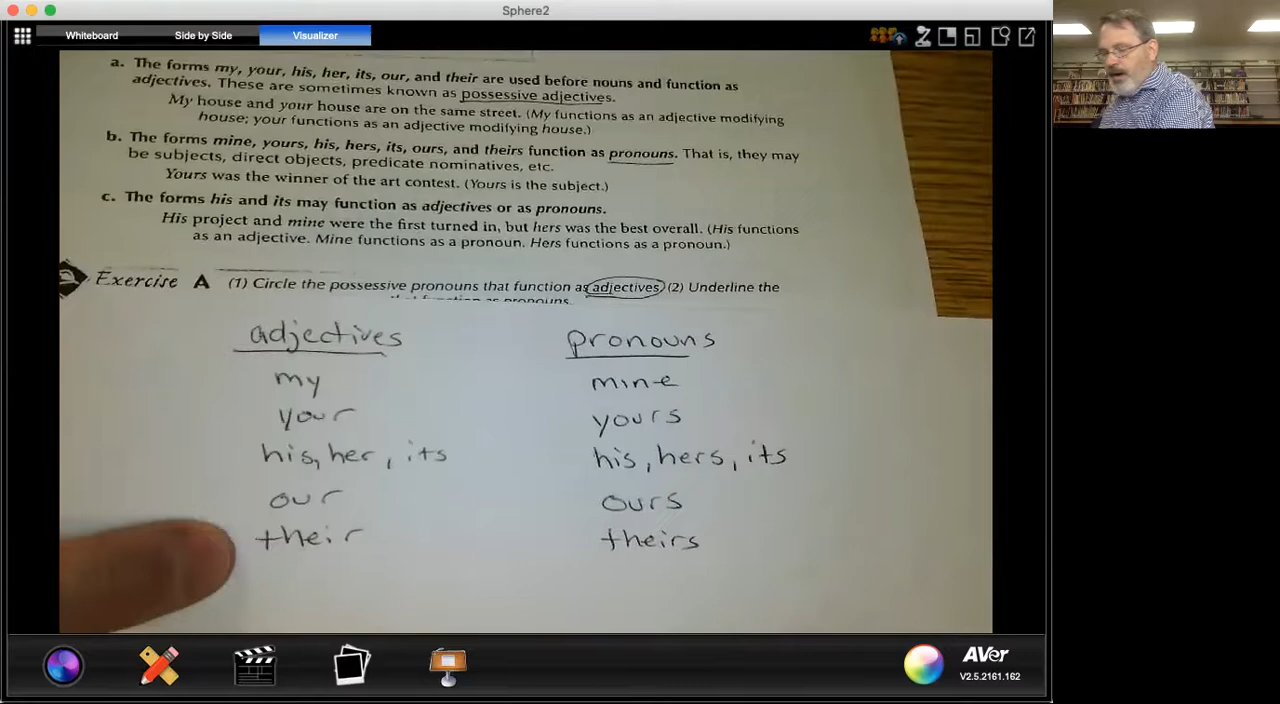 Sphere2
Whiteboard
Side by Side
Visualizer
a. The forms my, your, his, her, its, our, and their are used before nouns and function as
adjectives. These are sometimes known as possessive adjectives.
My house and your house are on the same street. (My functions as an adjective modifying
house; your functions as an adjective modifying house.)
b. The forms mine, yours, his, hers, its, ours, and theirs function as pronouns. That is, they may
be subjects, direct objects, predicate nominatives, etc.
Yours was the winner of the art contest. (Yours is the subject.)
c. The forms his and its may function as adjectives or as pronouns.
His project and mine were the first turned in, but hers was the best overall. (His functions
as an adjective. Mine functions as a pronoun. Hers functions as a pronoun.)
Exercise A (1) Circle the possessive pronouns that function as adjectives (2) Underline the
adjectives
pronouns
my
mine
your
yours
his, her, its
his, hers, its
our
ours
their
theirs
AVer
V2.5.2161.162